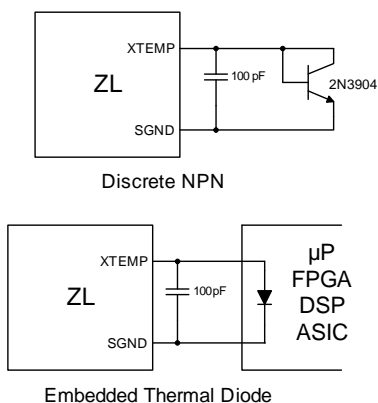 XTEMP
ZL
100 pF
2N3904
SGND
Discrete NPN
XTEMP
ZL
100pF
SGND
µP
FPGA
DSP
ASIC
Embedded Thermal Diode